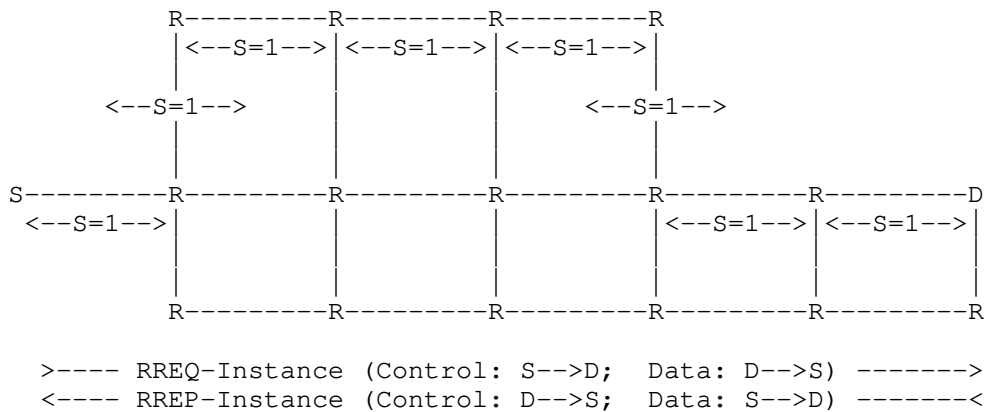 R---------R---------R---------R
|<--S=1-->|<--S=1-->|<--S=1-->|
<--S=1--> | | <--S=1-->
S---------R---------R---------R---------R---------R---------D
<--S=1-->| | | |<--S=1-->|<--S=1-->|
R---------R---------R---------R---------R---------R
>---- RREQ-Instance (Control: S-->D; Data: D-->S) ------->
<---- RREP-Instance (Control: D-->S; Data: S-->D) -------<